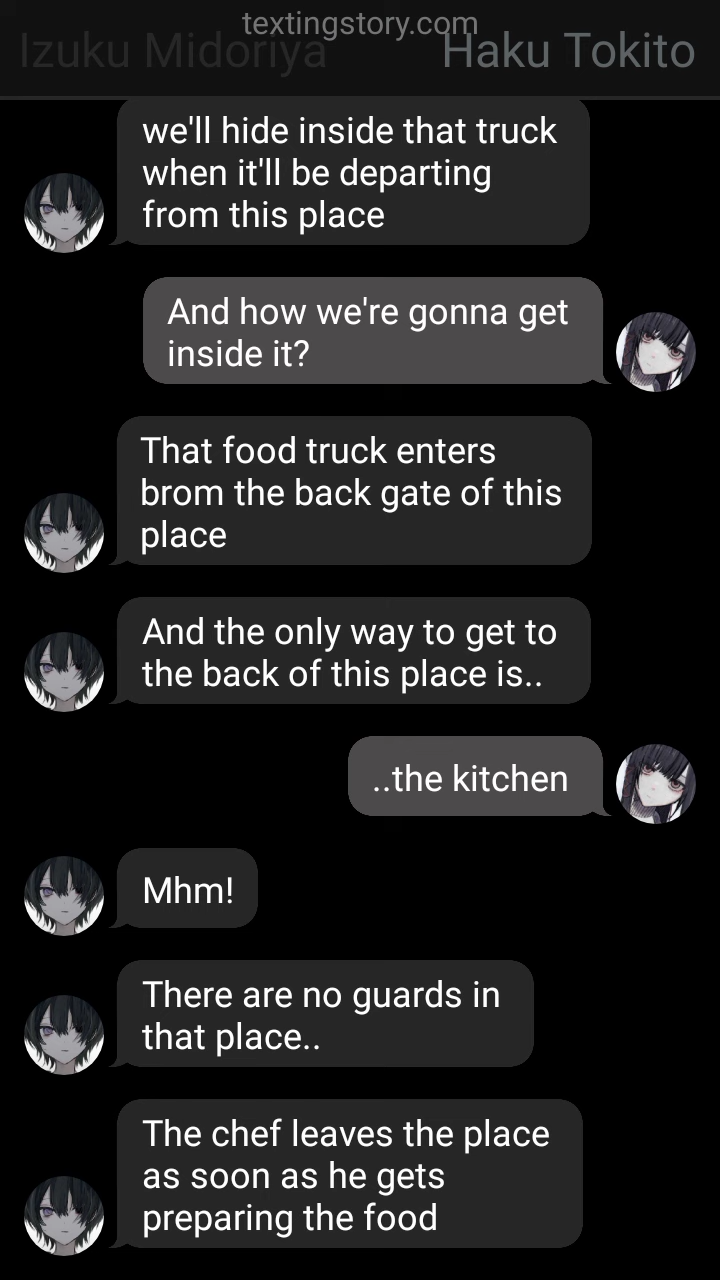 textingstory.com
Izuku Midoriya
Haku Tokito
we'll hide inside that truck
when it'll be departing
from this place
And how we're gonna get
inside it?
That food truck enters
brom the back gate of this
place
And the only way to get to
the back of this place is..
..the kitchen
Mhm!
There are no guards in
that place..
The chef leaves the place
as soon as he gets
preparing the food